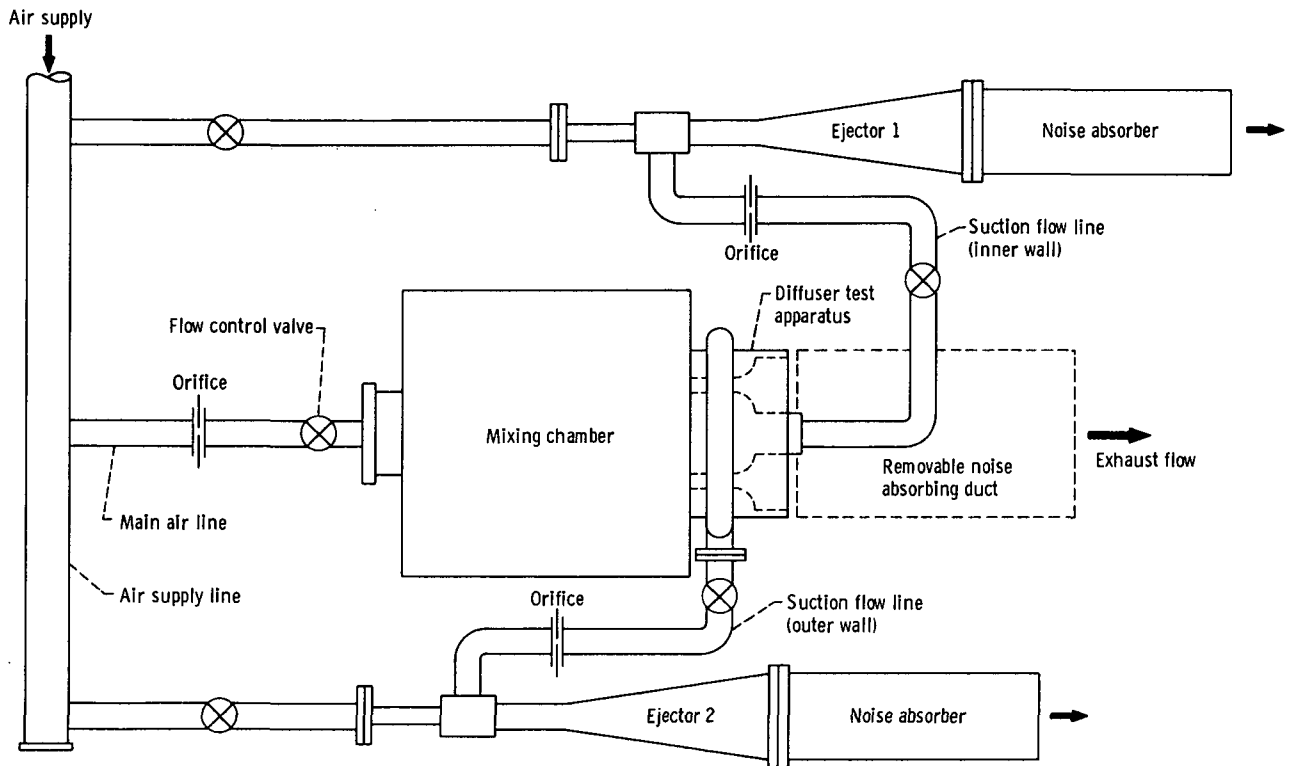 Air supply
Ejector 1
Noise absorber
Orifice
Suction flow line
(inner wall)
Flow control valve
Diffuser test
apparatus
Orifice
Mixing chamber
Removable noise
absorbing duct
Exhaust flow
Main air line
Air supply line
Orifice
Suction flow line
(outer wall)
Ejector 2
Noise absorber